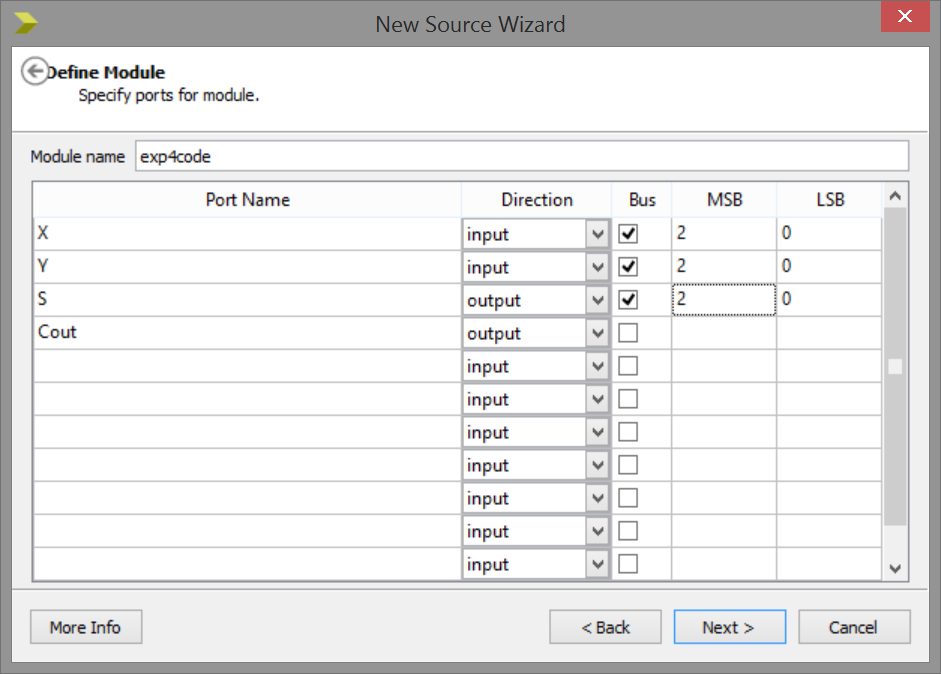 New Source Wizard
Define Module
Specify ports for module.
Module name exp4code
Port Name Direction Bus MSB LSB
X input 2 0
Y input 2 0
S output 2 0
Cout output
input
input
input
input
input
input
input
More Info < Back Next > Cancel